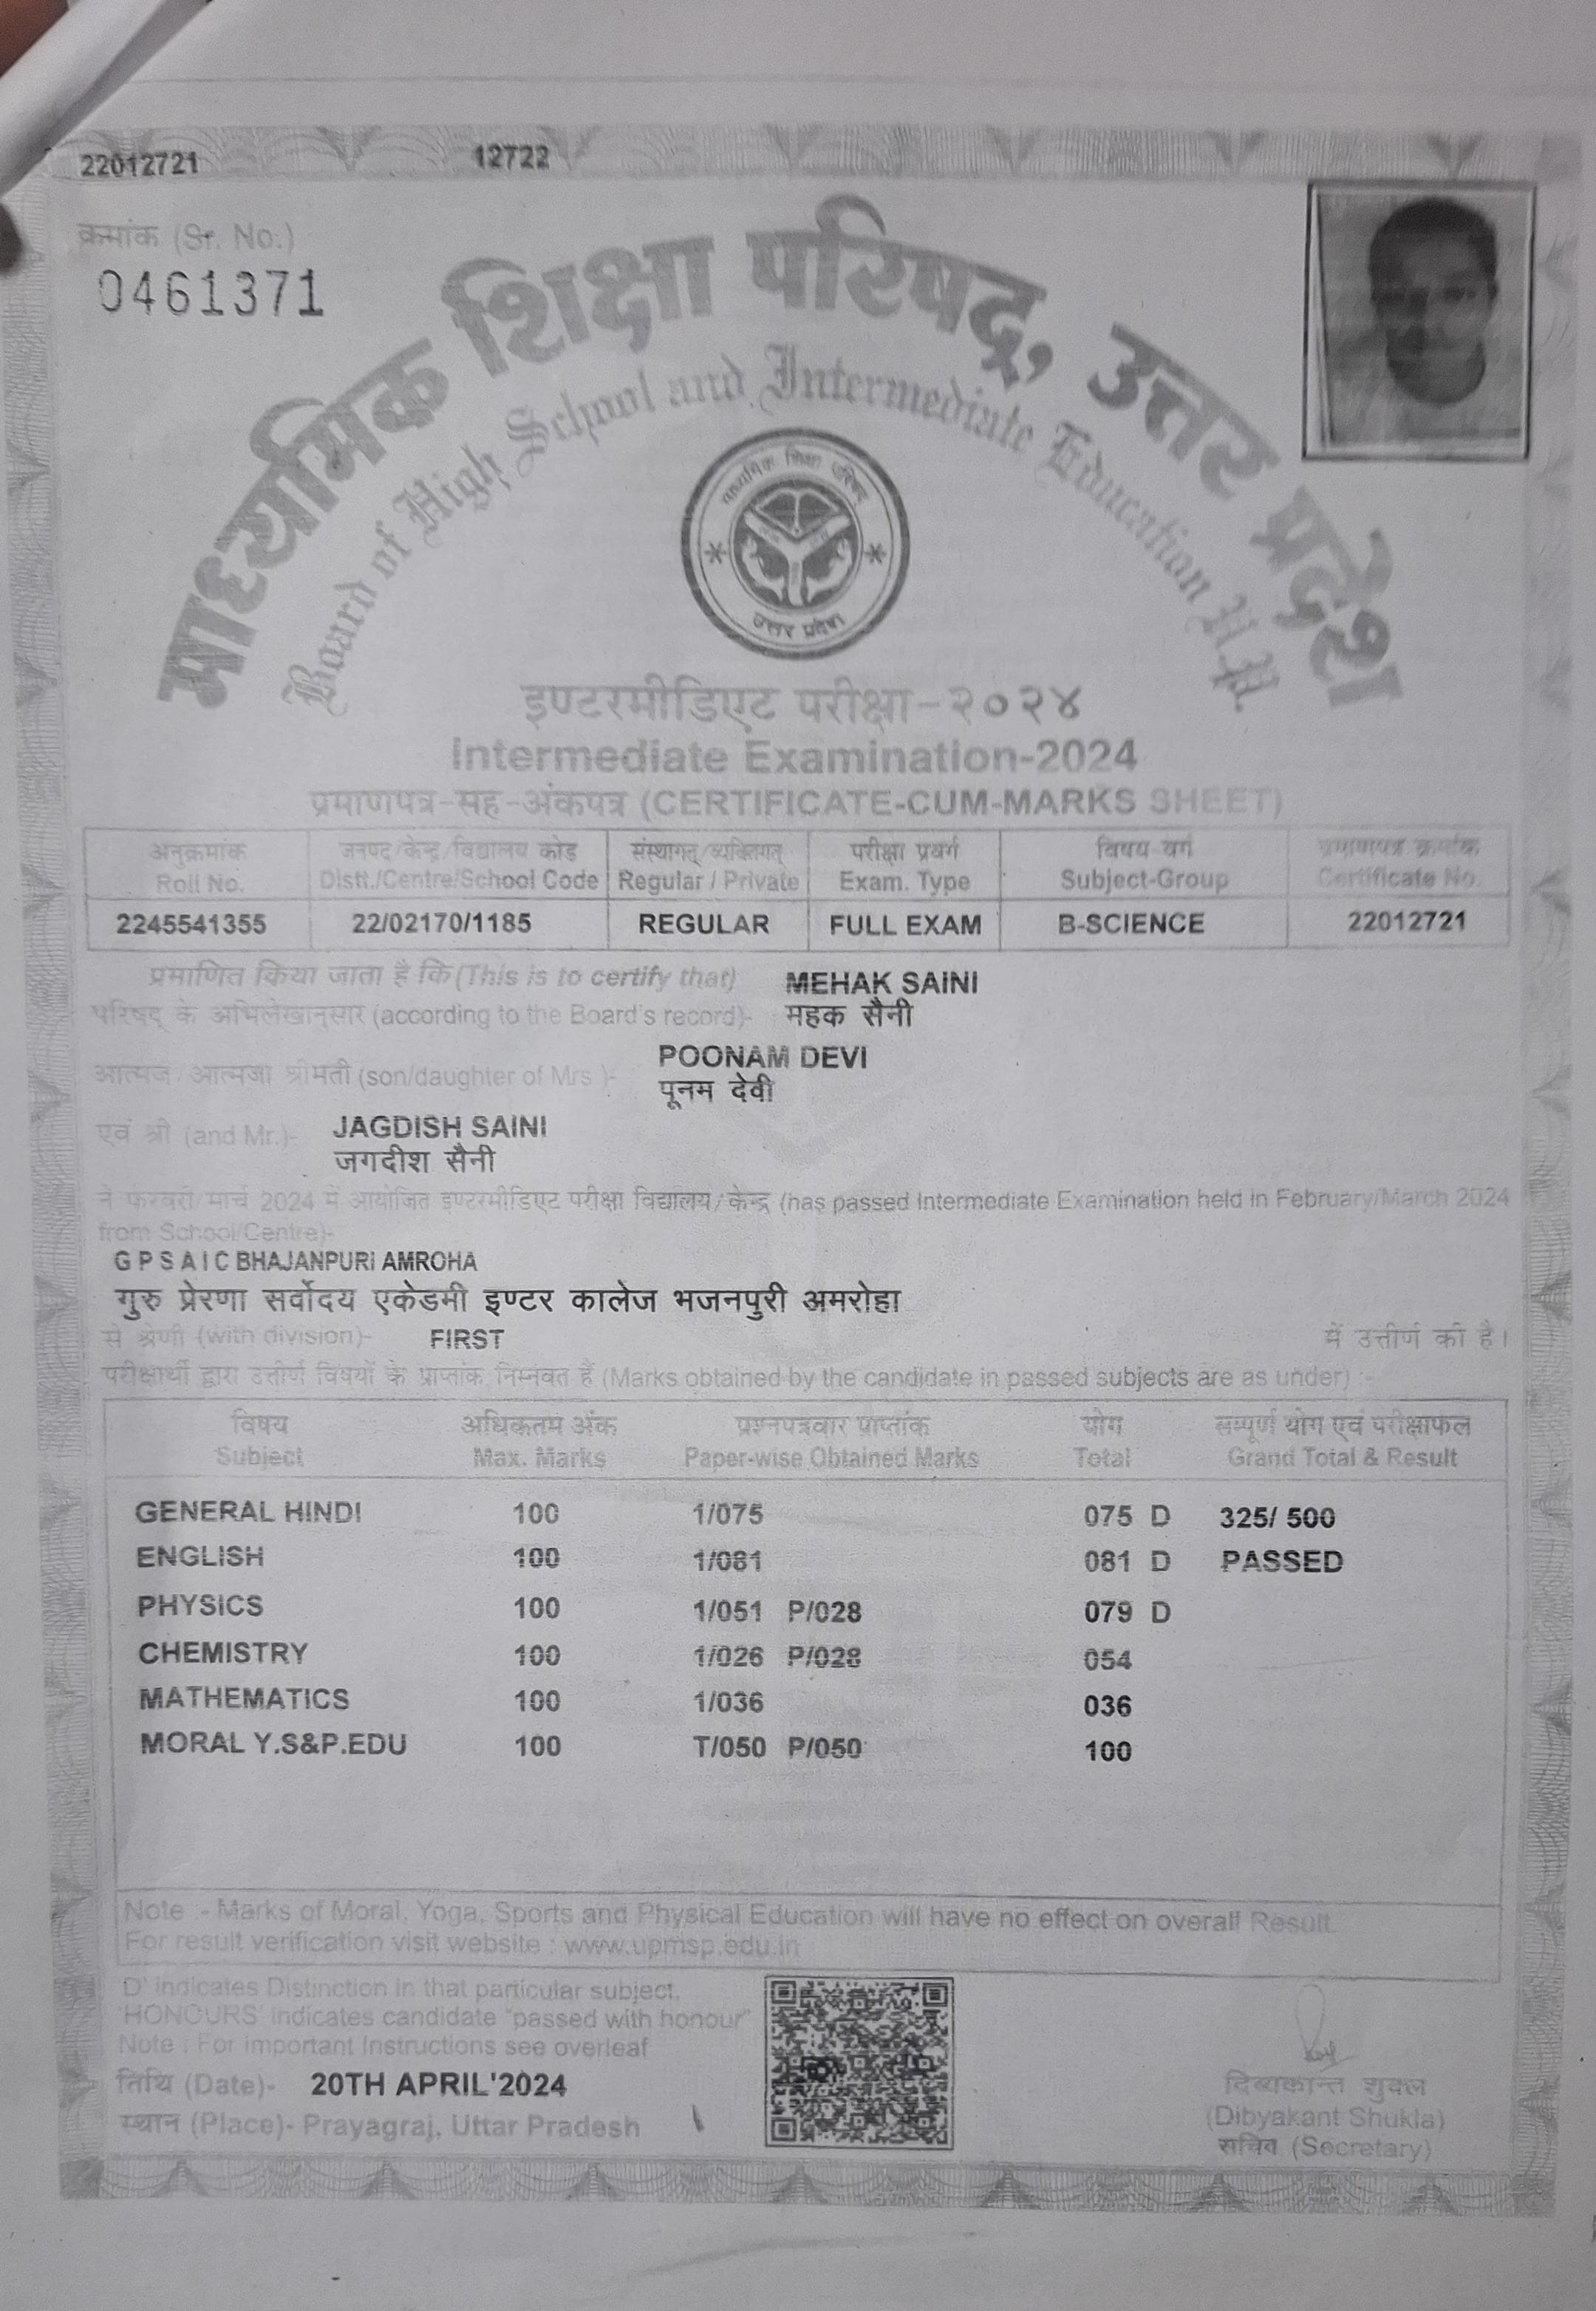 22012721 12722
क्रमांक (Sr. No.)
0461371
माध्यमिक शिक्षा परिषद्, उत्तर प्रदेश
Board of High School and Intermediate Education U.P.
माध्यमिक शिक्षा परिषद
उत्तर प्रदेश
इण्टरमीडिएट परीक्षा-२०२४
Intermediate Examination-2024
प्रमाणपत्र-सह-अंकपत्र (CERTIFICATE-CUM-MARKS SHEET)
अनुक्रमांक जनपद/केन्द्र/विद्यालय कोड संस्थागत/व्यक्तिगत परीक्षा प्रवर्ग विषय वर्ग प्रमाणपत्र क्रमांक
Roll No. Distt./Centre/School Code Regular / Private Exam. Type Subject-Group Certificate No.
2245541355 22/02170/1185 REGULAR FULL EXAM B-SCIENCE 22012721
प्रमाणित किया जाता है कि (This is to certify that) MEHAK SAINI
परिषद् के अभिलेखानुसार (according to the Board's record)- महक सैनी
POONAM DEVI
आत्मज/आत्मजा श्रीमती (son/daughter of Mrs.)- पूनम देवी
एवं श्री (and Mr.)- JAGDISH SAINI
जगदीश सैनी
ने फरवरी/मार्च 2024 में आयोजित इण्टरमीडिएट परीक्षा विद्यालय/केन्द्र (has passed Intermediate Examination held in February/March 2024
from School/Centre)-
G P S A I C BHAJANPURI AMROHA
गुरु प्रेरणा सर्वोदय एकेडमी इण्टर कालेज भजनपुरी अमरोहा
से श्रेणी (with division)- FIRST में उत्तीर्ण की है।
परीक्षार्थी द्वारा उत्तीर्ण विषयों के प्राप्तांक निम्नवत हैं (Marks obtained by the candidate in passed subjects are as under) :-
विषय अधिकतम अंक प्रश्नपत्रवार प्राप्तांक योग सम्पूर्ण योग एवं परीक्षाफल
Subject Max. Marks Paper-wise Obtained Marks Total Grand Total & Result
GENERAL HINDI 100 1/075 075 D 325/ 500
ENGLISH 100 1/081 081 D PASSED
PHYSICS 100 1/051 P/028 079 D
CHEMISTRY 100 1/026 P/028 054
MATHEMATICS 100 1/036 036
MORAL Y.S&P.EDU 100 T/050 P/050 100
Note :- Marks of Moral, Yoga, Sports and Physical Education will have no effect on overall Result.
For result verification visit website : www.upmsp.edu.in
D' indicates Distinction in that particular subject.
'HONOURS' indicates candidate "passed with honour"
Note : For important Instructions see overleaf
तिथि (Date)- 20TH APRIL'2024
स्थान (Place)- Prayagraj, Uttar Pradesh
दिब्यकान्त शुक्ल
(Dibyakant Shukla)
सचिव (Secretary)